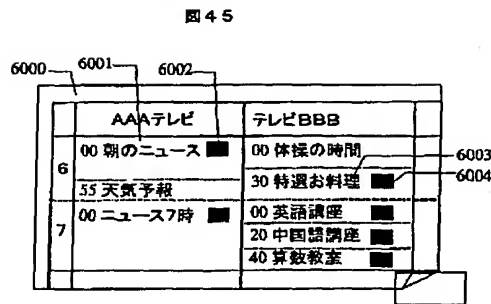 図45
6000 6001 6002
AAAテレビ テレビBBB
6 00 朝のニュース 00 体操の時間
30 特選お料理 6003
6004
55 天気予報
7 00 ニュース7時 00 英語講座
20 中国語講座
40 算数教室